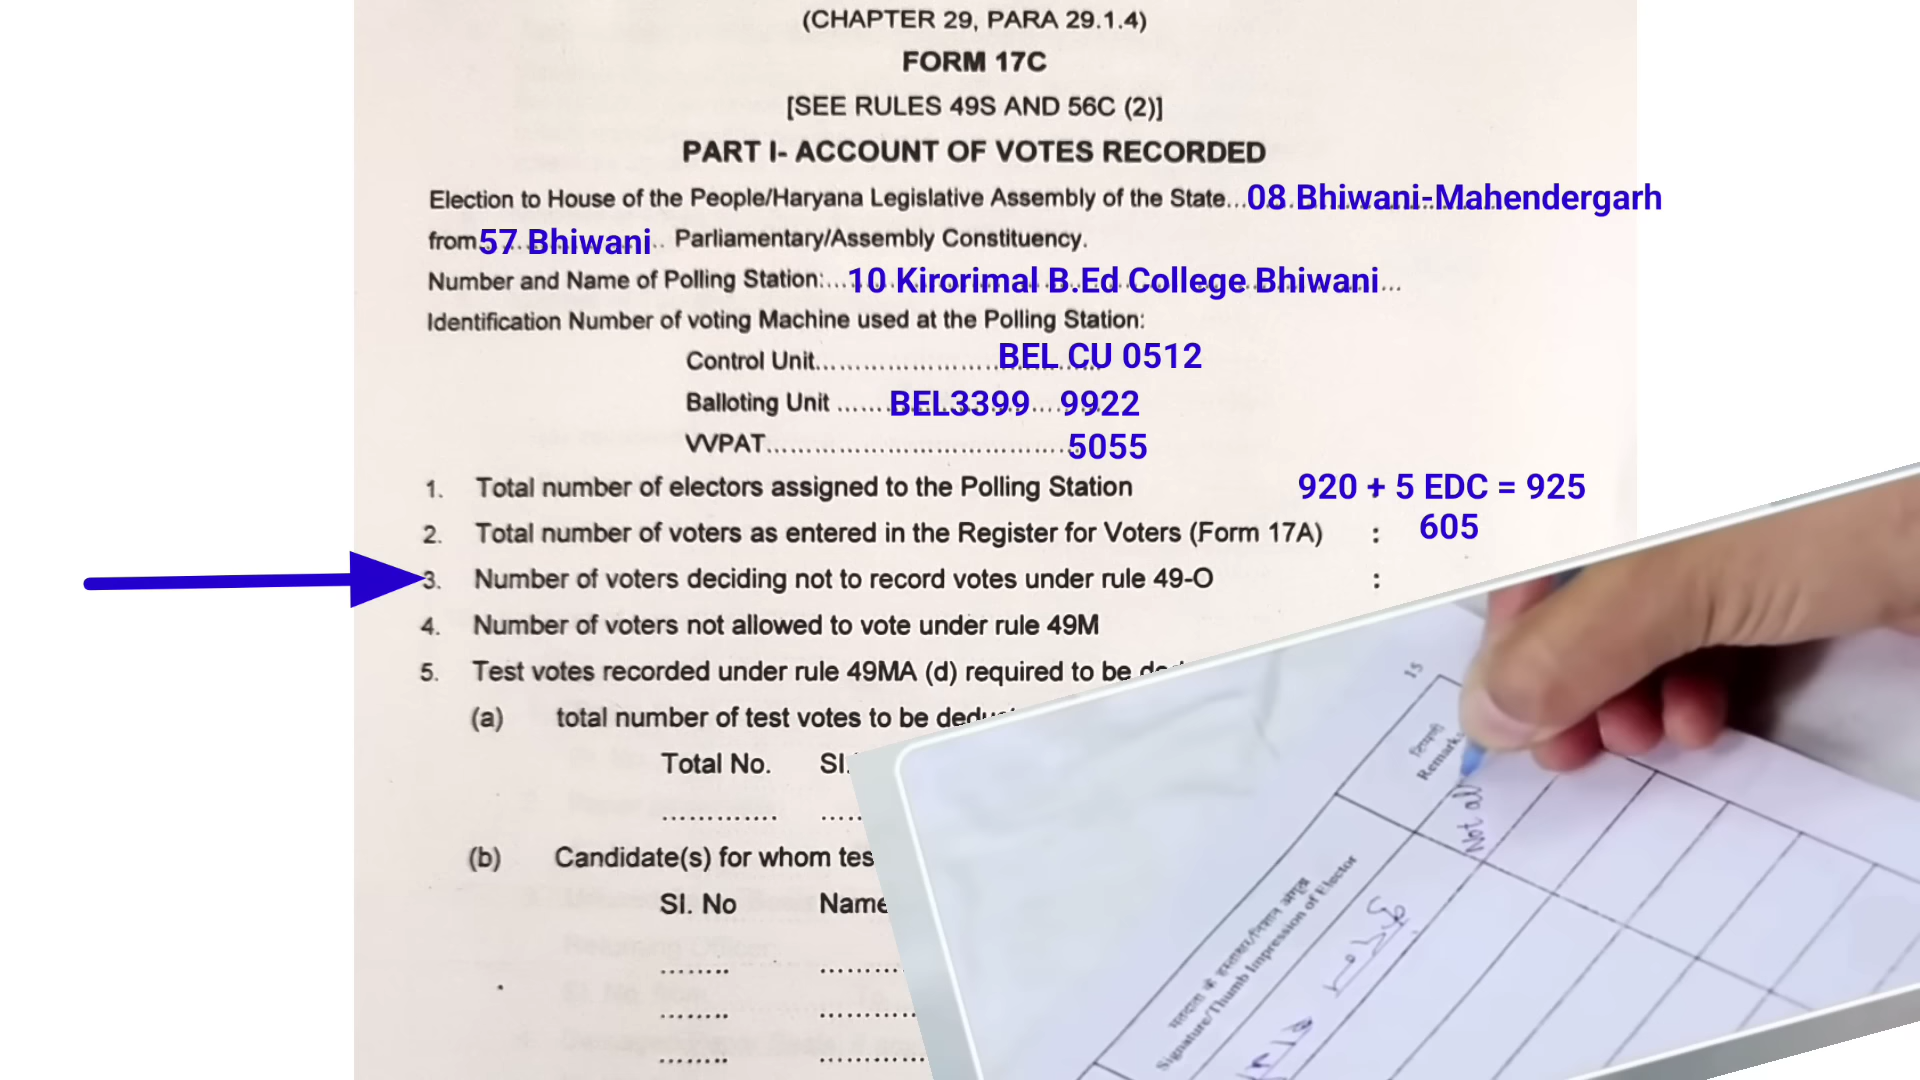 (CHAPTER 29, PARA 29.1.4)
FORM 17C
[SEE RULES 49S AND 56C (2)]
PART I- ACCOUNT OF VOTES RECORDED
Election to House of the People/Haryana Legislative Assembly of the State...08 Bhiwani-Mahendergarh
from 57 Bhiwani.. Parliamentary/Assembly Constituency.
Number and Name of Polling Station:...10 Kirorimal B.Ed College Bhiwani...
Identification Number of voting Machine used at the Polling Station:
Control Unit....................BEL CU 0512
Balloting Unit ......BEL3399 9922
VVPAT....................................5055
1. Total number of electors assigned to the Polling Station 920 + 5 EDC = 925
2. Total number of voters as entered in the Register for Voters (Form 17A) : 605
3. Number of voters deciding not to record votes under rule 49-O :
4. Number of voters not allowed to vote under rule 49M
5. Test votes recorded under rule 49MA (d) required to be
(a) total number of test votes to be
Total No. Sl.
............. .....
(b) Candidate(s) for whom tes
Sl. No Name
........ ..........
........ ...........
........ ............
15
टिप्पणी
Remarks
Not al
मतदाता के हस्ताक्षर/निशान अंगूठा
Signature/Thumb Impression of Elector